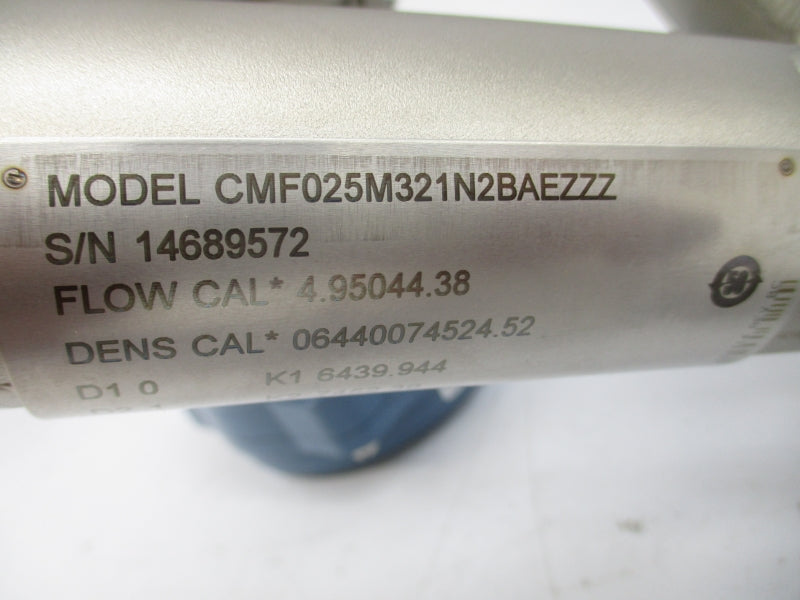 MODEL CMF025M321N2BAEZZZ
S/N 14689572
FLOW CAL* 4.95044.38
DENS CAL* 06440074524.52
D1 0 K1 6439.944